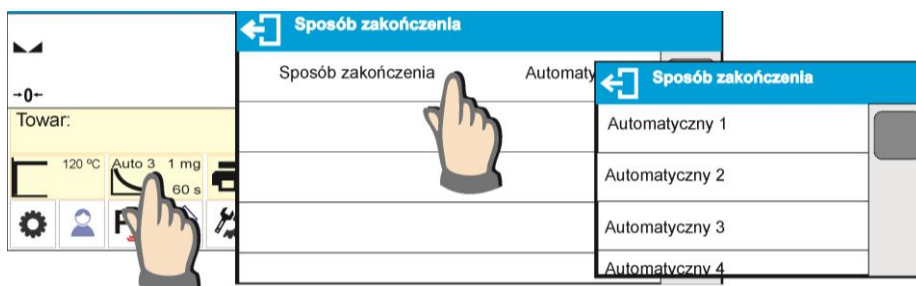 →0←
Towar:
120 ºC
Auto 3 1 mg
60 s
Sposób zakończenia
Sposób zakończenia Automaty
Sposób zakończenia
Automatyczny 1
Automatyczny 2
Automatyczny 3
Automatyczny 4